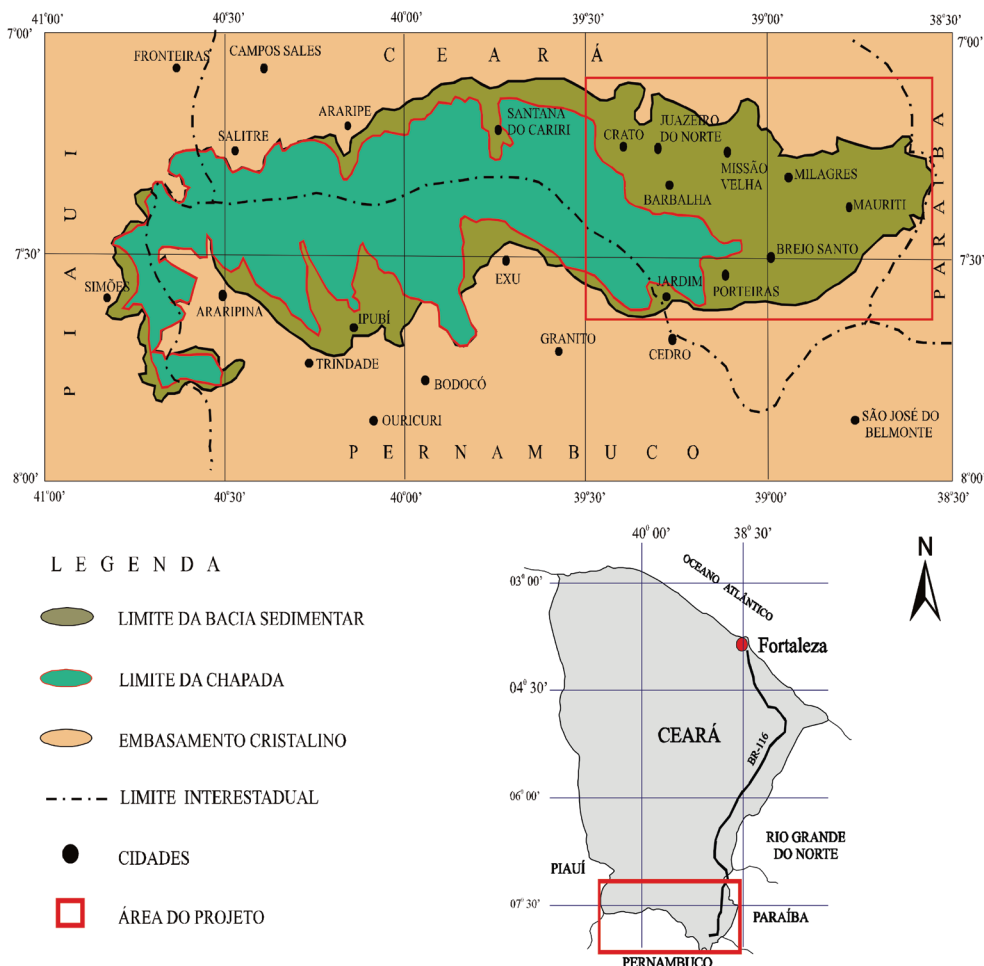 41°00'
40°30'
40°00'
39°30'
39°00'
38°30'
7°00'
7°00'
C E A R Á
FRONTEIRAS
CAMPOS SALES
ARARIPE
SALITRE
SANTANA
DO CARIRI
CRATO
JUAZEIRO
DO NORTE
MISSÃO
VELHA
MILAGRES
BARBALHA
MAURITI
P I A U I
PARAIBA
7°30'
7°30'
BREJO SANTO
EXU
JARDIM
PORTEIRAS
SIMÕES
ARARIPINA
IPUBÍ
TRINDADE
GRANITO
CEDRO
BODOCÓ
OURICURI
SÃO JOSÉ DO
BELMONTE
P E R N A M B U C O
8°00'
8°00'
41°00'
40°30'
40°00'
39°30'
39°00'
38°30'
L E G E N D A
LIMITE DA BACIA SEDIMENTAR
LIMITE DA CHAPADA
EMBASAMENTO CRISTALINO
LIMITE INTERESTADUAL
CIDADES
ÁREA DO PROJETO
40° 00'
38° 30'
N
OCEANO ATLÂNTICO
03° 00'
Fortaleza
04° 30'
CEARÁ
BR-116
06° 00'
RIO GRANDE
DO NORTE
PIAUÍ
07° 30'
PARAÍBA
PERNAMBUCO